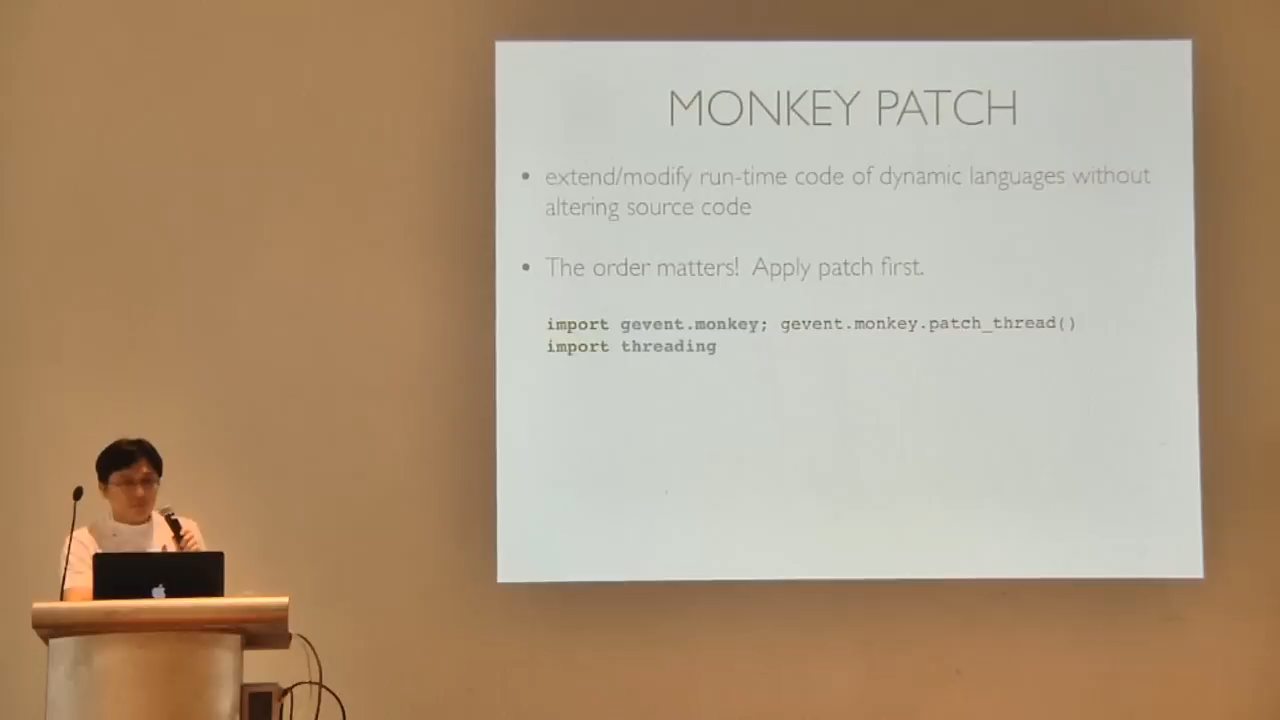 MONKEY PATCH
• extend/modify run-time code of dynamic languages without
altering source code
• The order matters! Apply patch first.
import gevent.monkey; gevent.monkey.patch_thread()
import threading